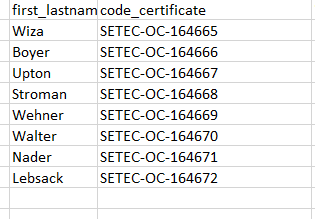 first_lastnam code_certificate
Wiza SETEC-OC-164665
Boyer SETEC-OC-164666
Upton SETEC-OC-164667
Stroman SETEC-OC-164668
Wehner SETEC-OC-164669
Walter SETEC-OC-164670
Nader SETEC-OC-164671
Lebsack SETEC-OC-164672